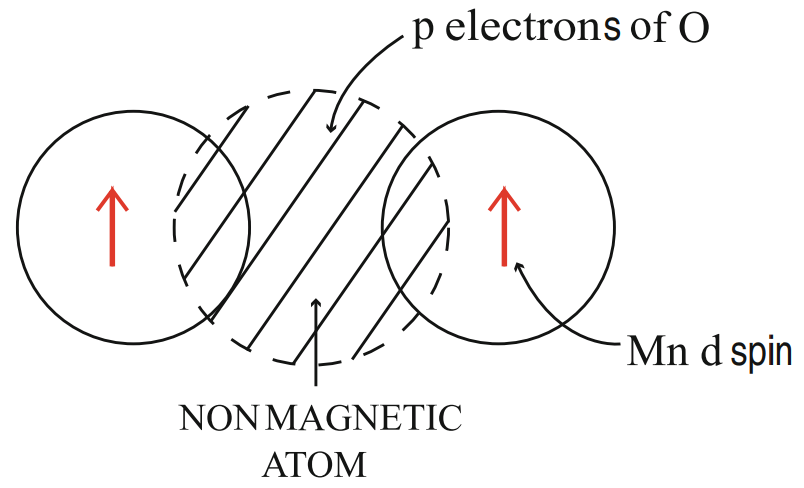 p electrons of O
Mn d spin
NON MAGNETIC
ATOM